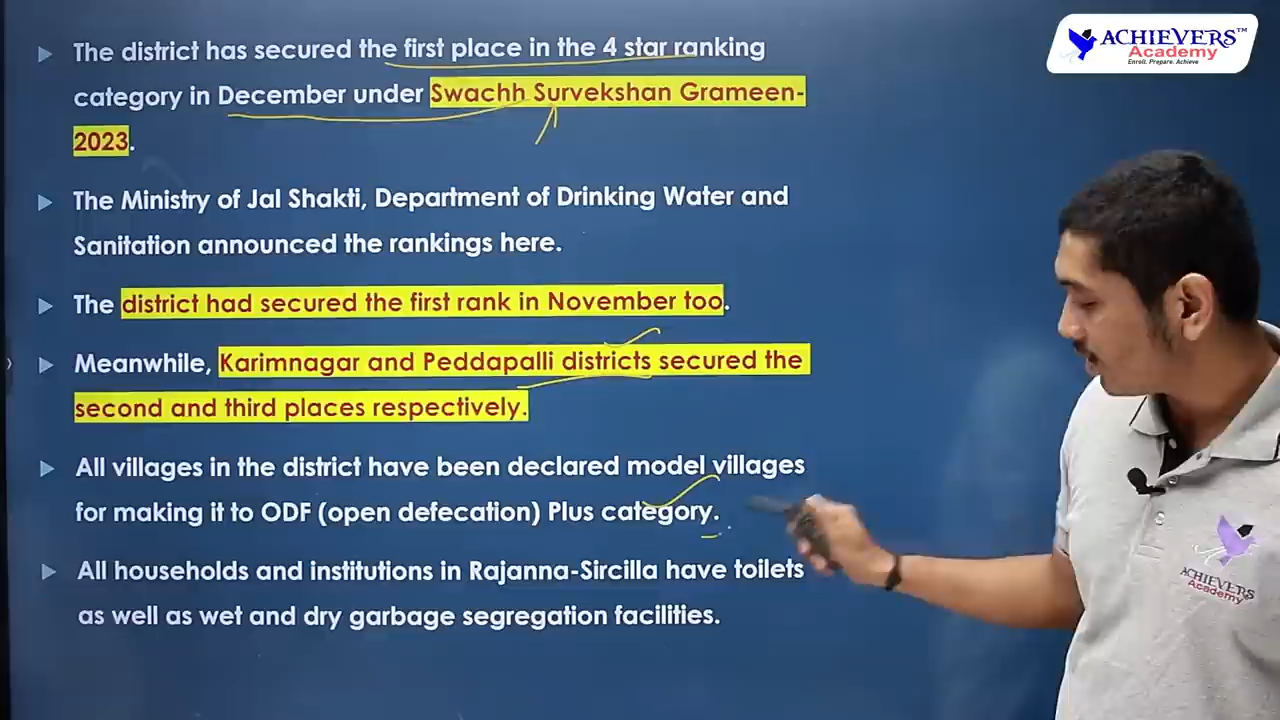 The district has secured the first place in the 4 star ranking
category in December under Swachh Survekshan Grameen-
2023.
The Ministry of Jal Shakti, Department of Drinking Water and
Sanitation announced the rankings here.
The district had secured the first rank in November too.
Meanwhile, Karimnagar and Peddapalli districts secured the
second and third places respectively.
All villages in the district have been declared model villages
for making it to ODF (open defecation) Plus category.
All households and institutions in Rajanna-Sircilla have toilets
as well as wet and dry garbage segregation facilities.
ACHIEVERS™
Academy
Enroll. Prepare. Achieve
ACHIEVERS
Academy